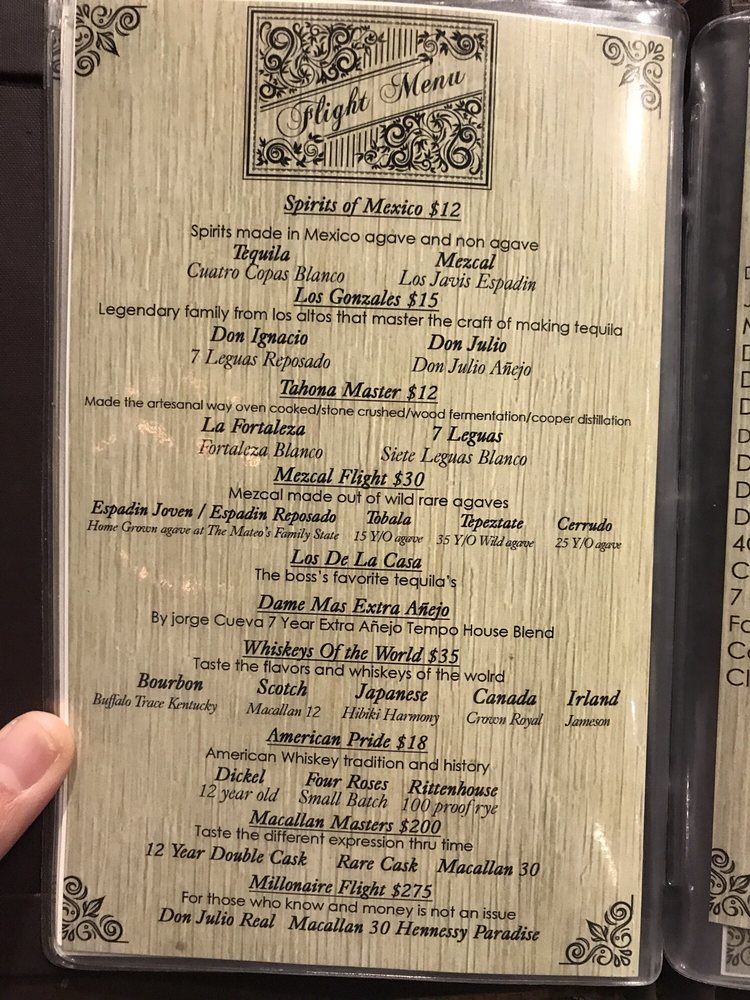 Flight Menu
Spirits of Mexico $12
Spirits made in Mexico agave and non agave
Tequila Mezcal
Cuatro Copas Blanco Los Javis Espadin
Los Gonzales $15
Legendary family from los altos that master the craft of making tequila
Don Ignacio Don Julio
7 Leguas Reposado Don Julio Añejo
Tahona Master $12
Made the artesanal way oven cooked/stone crushed/wood fermentation/cooper distillation
La Fortaleza 7 Leguas
Fortaleza Blanco Siete Leguas Blanco
Mezcal Flight $30
Mezcal made out of wild rare agaves
Espadin Joven / Espadin Reposado Tobala Tepeztate Cerrudo
Home Grown agave at The Mateo's Family State 15 Y/O agave 35 Y/O Wild agave 25 Y/O agave
Los De La Casa
The boss's favorite tequila's
Dame Mas Extra Añejo
By jorge Cueva 7 Year Extra Añejo Tempo House Blend
Whiskeys Of the World $35
Taste the flavors and whiskeys of the wolrd
Bourbon Scotch Japanese Canada Irland
Buffalo Trace Kentucky Macallan 12 Hibiki Harmony Crown Royal Jameson
American Pride $18
American Whiskey tradition and history
Dickel Four Roses Rittenhouse
12 year old Small Batch 100 proof rye
Macallan Masters $200
Taste the different expression thru time
12 Year Double Cask Rare Cask Macallan 30
Millonaire Flight $275
For those who know and money is not an issue
Don Julio Real Macallan 30 Hennessy Paradise